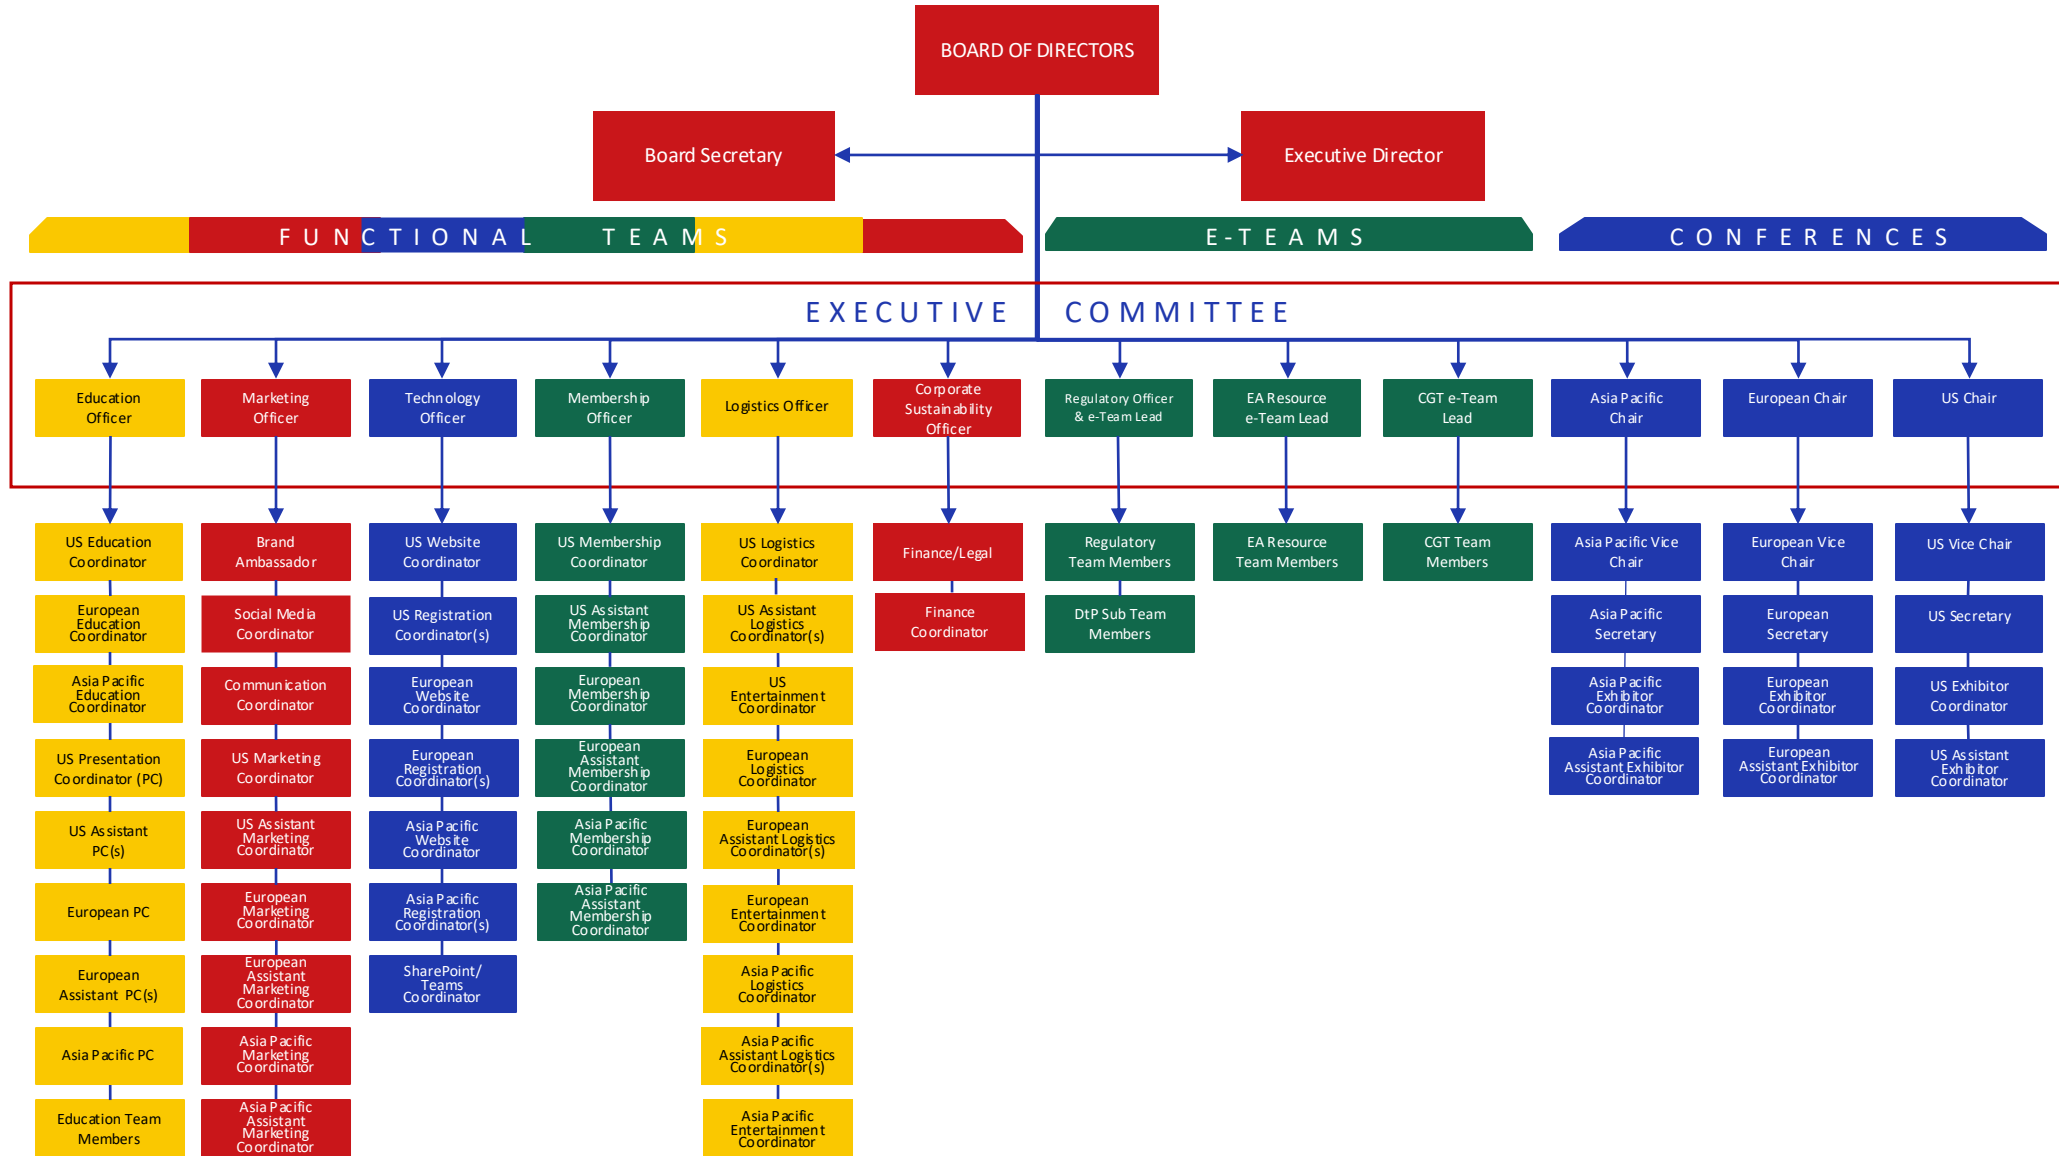 BOARD OF DIRECTORS
Board Secretary
Executive Director
FUNCTIONAL TEAMS
E-TEAMS
CONFERENCES
EXECUTIVE COMMITTEE
Education
Officer
Marketing
Officer
Technology
Officer
Membership
Officer
Logistics Officer
Corporate
Sustainability
Officer
Regulatory Officer
& e-Team Lead
EA Resource
e-Team Lead
CGT e-Team
Lead
Asia Pacific
Chair
European Chair
US Chair
US Education
Coordinator
European
Education
Coordinator
Asia Pacific
Education
Coordinator
US Presentation
Coordinator (PC)
US Assistant
PC(s)
European PC
European
Assistant PC(s)
Asia Pacific PC
Education Team
Members
Brand
Ambassador
Social Media
Coordinator
Communication
Coordinator
US Marketing
Coordinator
US Assistant
Marketing
Coordinator
European
Marketing
Coordinator
European
Assistant
Marketing
Coordinator
Asia Pacific
Marketing
Coordinator
Asia Pacific
Assistant
Marketing
Coordinator
US Website
Coordinator
US Registration
Coordinator(s)
European
Website
Coordinator
European
Registration
Coordinator(s)
Asia Pacific
Website
Coordinator
Asia Pacific
Registration
Coordinator(s)
SharePoint/
Teams
Coordinator
US Membership
Coordinator
US Assistant
Membership
Coordinator
European
Membership
Coordinator
European
Assistant
Membership
Coordinator
Asia Pacific
Membership
Coordinator
Asia Pacific
Assistant
Membership
Coordinator
US Logistics
Coordinator
US Assistant
Logistics
Coordinator(s)
US
Entertainment
Coordinator
European
Logistics
Coordinator
European
Assistant Logistics
Coordinator(s)
European
Entertainment
Coordinator
Asia Pacific
Logistics
Coordinator
Asia Pacific
Assistant Logistics
Coordinator(s)
Asia Pacific
Entertainment
Coordinator
Finance/Legal
Finance
Coordinator
Regulatory
Team Members
DtP Sub Team
Members
EA Resource
Team Members
CGT Team
Members
Asia Pacific Vice
Chair
Asia Pacific
Secretary
Asia Pacific
Exhibitor
Coordinator
Asia Pacific
Assistant Exhibitor
Coordinator
European Vice
Chair
European
Secretary
European
Exhibitor
Coordinator
European
Assistant Exhibitor
Coordinator
US Vice Chair
US Secretary
US Exhibitor
Coordinator
US Assistant
Exhibitor
Coordinator